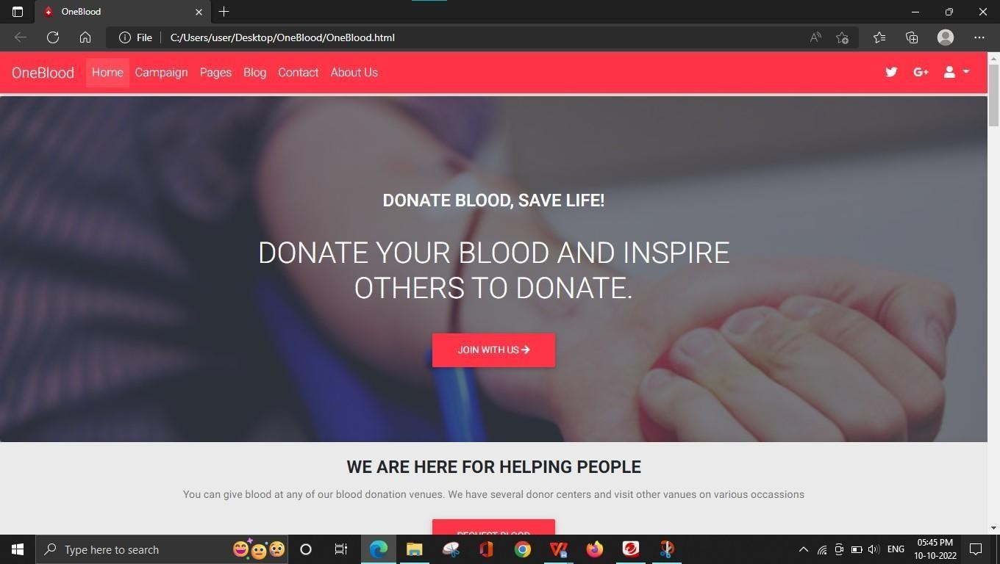 OneBlood
File
C:/Users/user/Desktop/OneBlood/OneBlood.html
OneBlood Home Campaign Pages Blog Contact About Us
DONATE BLOOD, SAVE LIFE!
DONATE YOUR BLOOD AND INSPIRE
OTHERS TO DONATE.
JOIN WITH US
WE ARE HERE FOR HELPING PEOPLE
You can give blood at any of our blood donation venues. We have several donor centers and visit other vanues on various occassions
REQUEST BLOOD
Type here to search
ENG
05:45 PM
10-10-2022